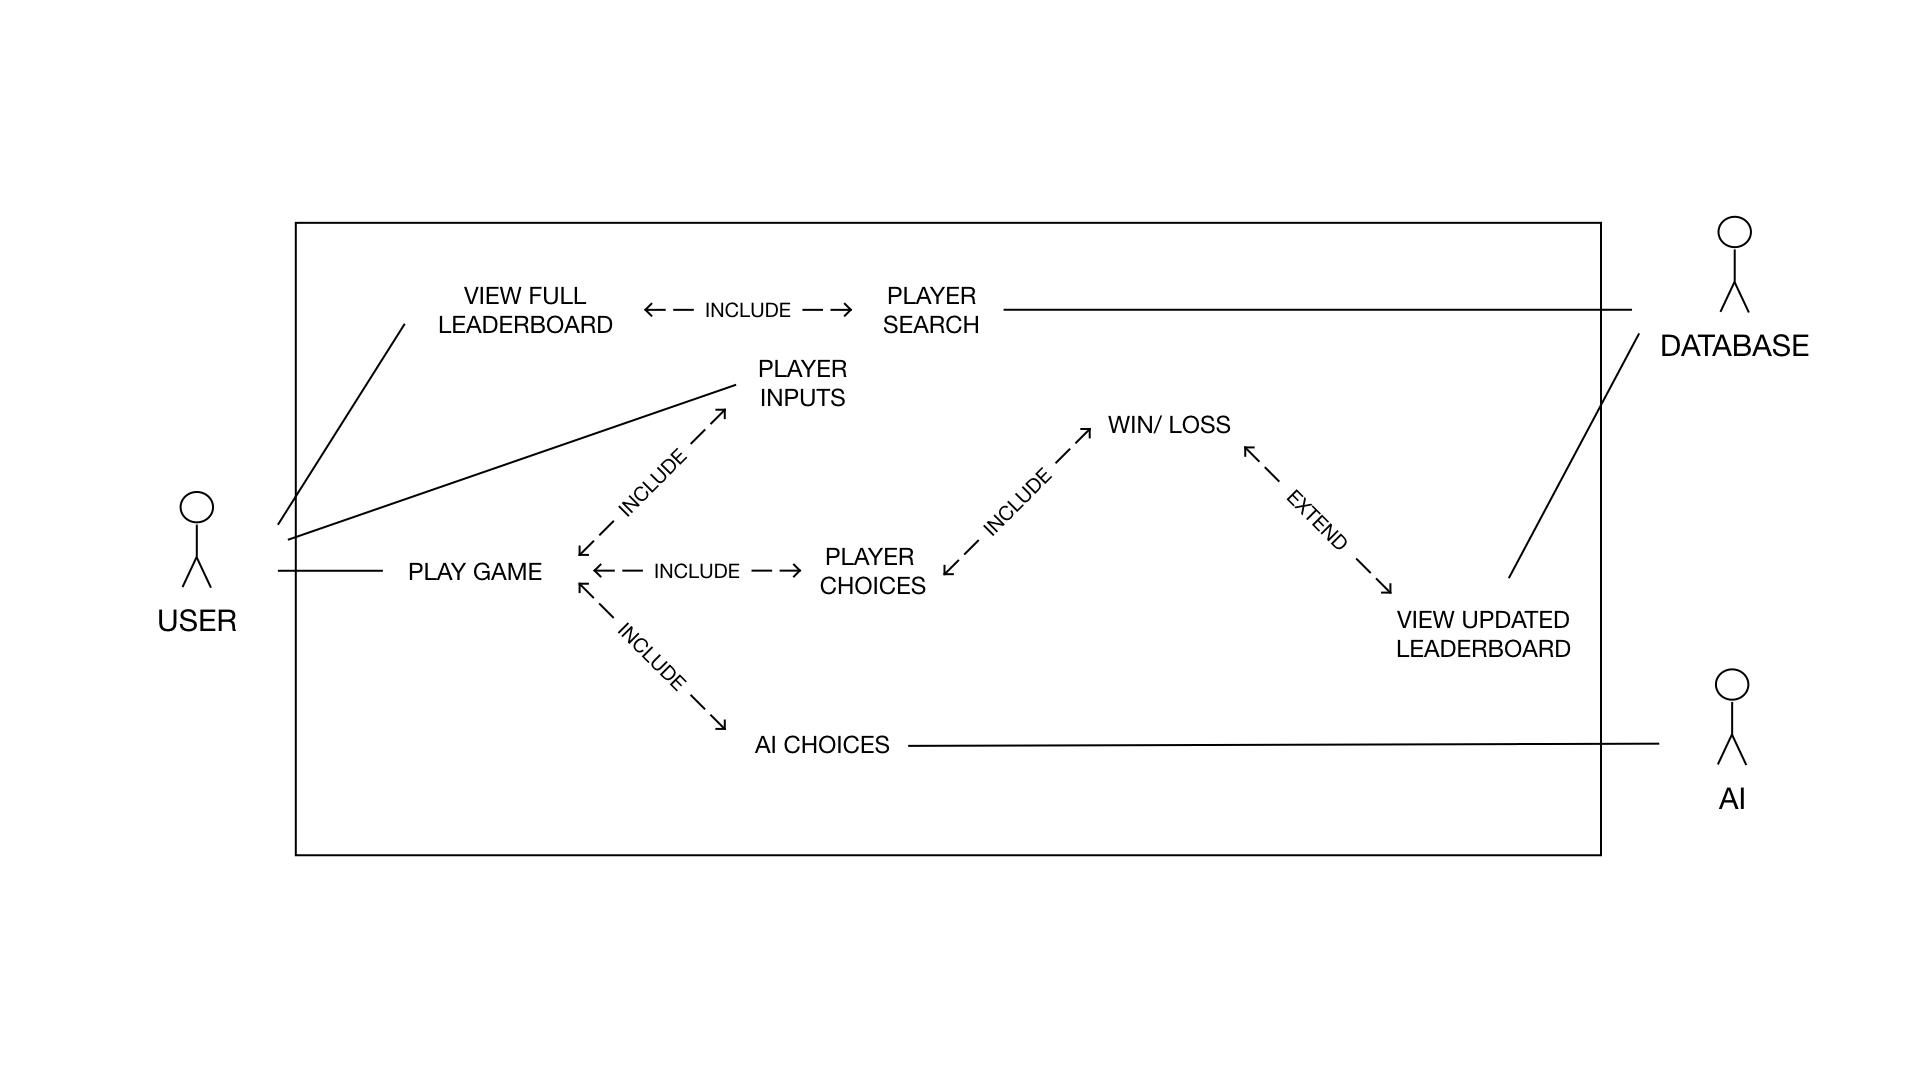 VIEW FULL
LEADERBOARD
INCLUDE
PLAYER
SEARCH
DATABASE
PLAYER
INPUTS
WIN/ LOSS
INCLUDE
INCLUDE
EXTEND
USER
PLAY GAME
INCLUDE
PLAYER
CHOICES
VIEW UPDATED
LEADERBOARD
INCLUDE
AI CHOICES
AI